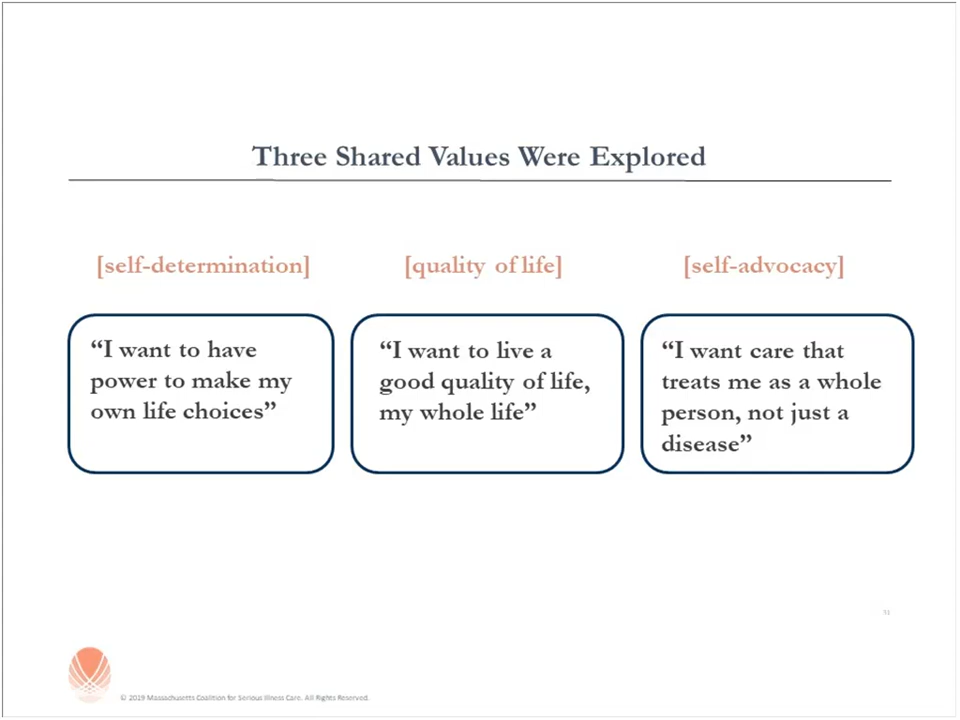 Three Shared Values Were Explored
[self-determination]
[quality of life]
[self-advocacy]
“I want to have
power to make my
own life choices”
“I want to live a
good quality of life,
my whole life”
“I want care that
treats me as a whole
person, not just a
disease”
© 2019 Massachusetts Coalition for Serious Illness Care. All Rights Reserved.